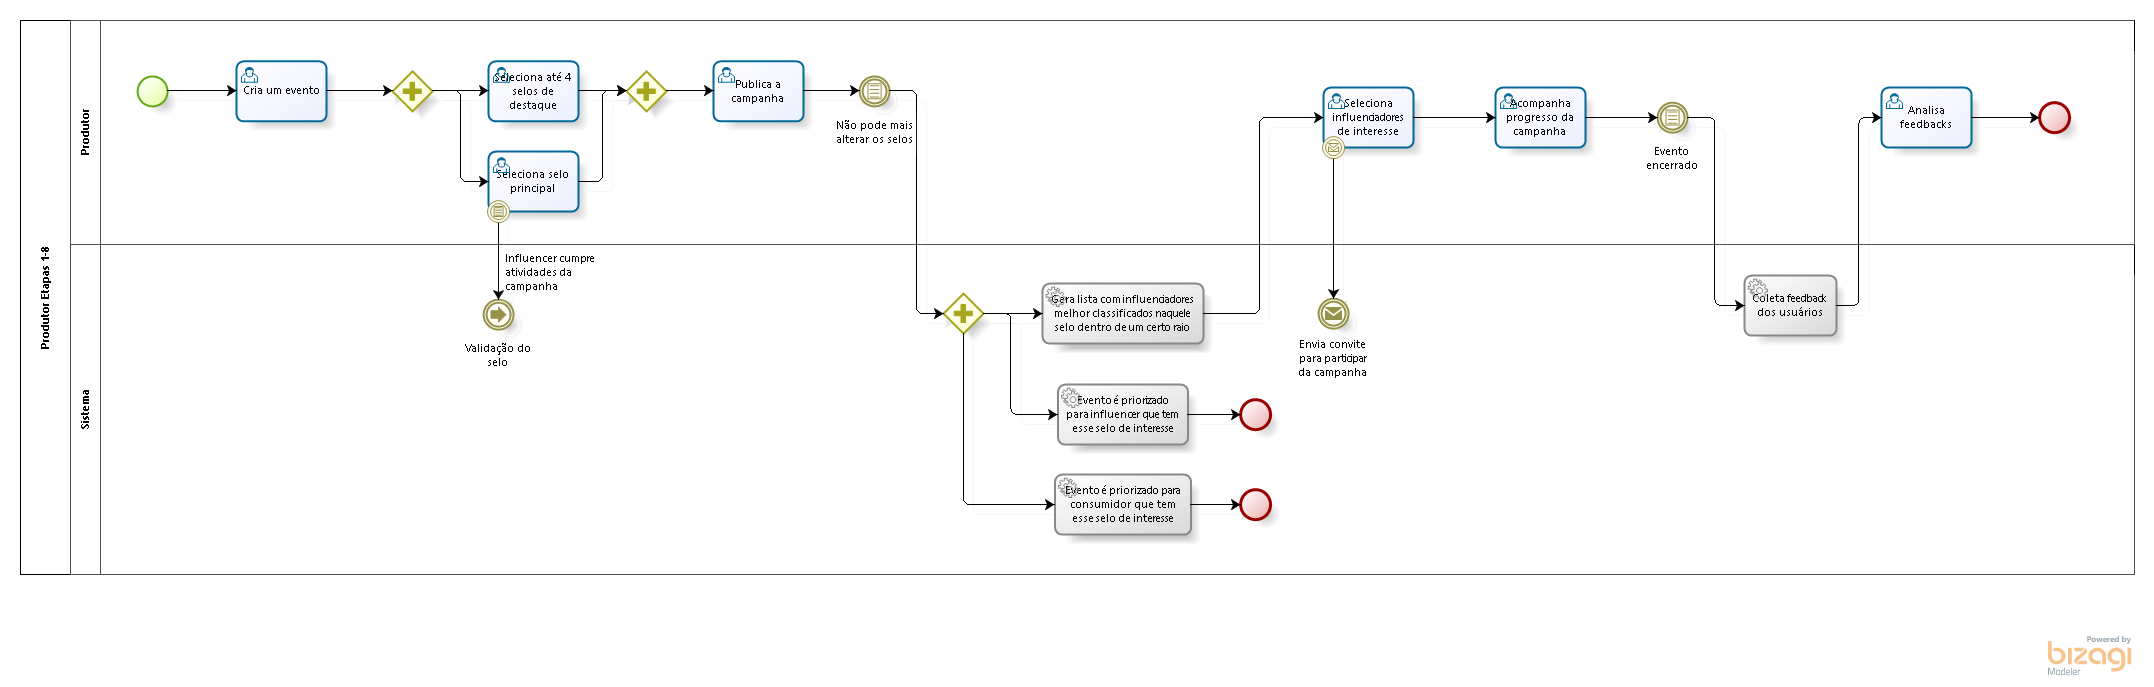 Produtor Etapas 1-8
Produtor
Cria um evento
Seleciona até 4
selos de
destaque
Seleciona selo
principal
Publica a
campanha
Não pode mais
alterar os selos
Seleciona
influenciadores
de interesse
Acompanha
progresso da
campanha
Evento
encerrado
Analisa
feedbacks
Sistema
Influencer cumpre
atividades da
campanha
Validação do
selo
Gera lista com influenciadores
melhor classificados naquele
selo dentro de um certo raio
Evento é priorizado
para influencer que tem
esse selo de interesse
Evento é priorizado para
consumidor que tem
esse selo de interesse
Envia convite
para participar
da campanha
Coleta feedback
dos usuários
Powered by
bizagi
Modeler